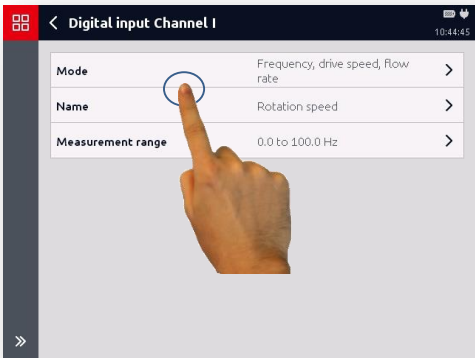 Digital input Channel I
10:44:45
Mode
Frequency, drive speed, flow
rate
Name
Rotation speed
Measurement range
0.0 to 100.0 Hz